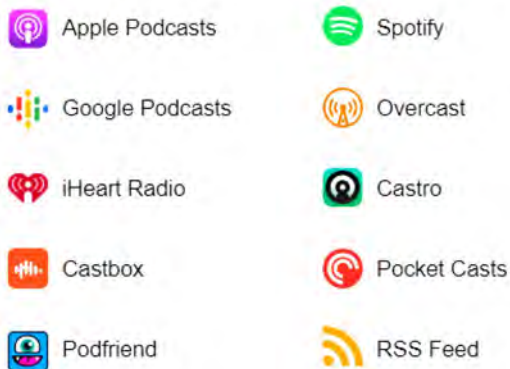 Apple Podcasts
Spotify
Google Podcasts
Overcast
iHeart Radio
Castro
Castbox
Pocket Casts
Podfriend
RSS Feed